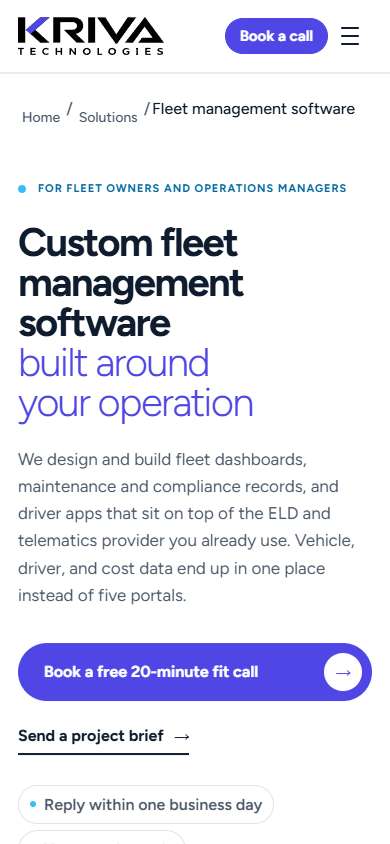 KRIVA
TECHNOLOGIES
Book a call
Home / Solutions / Fleet management software
FOR FLEET OWNERS AND OPERATIONS MANAGERS
Custom fleet
management
software
built around
your operation
We design and build fleet dashboards,
maintenance and compliance records, and
driver apps that sit on top of the ELD and
telematics provider you already use. Vehicle,
driver, and cost data end up in one place
instead of five portals.
Book a free 20-minute fit call →
Send a project brief →
Reply within one business day